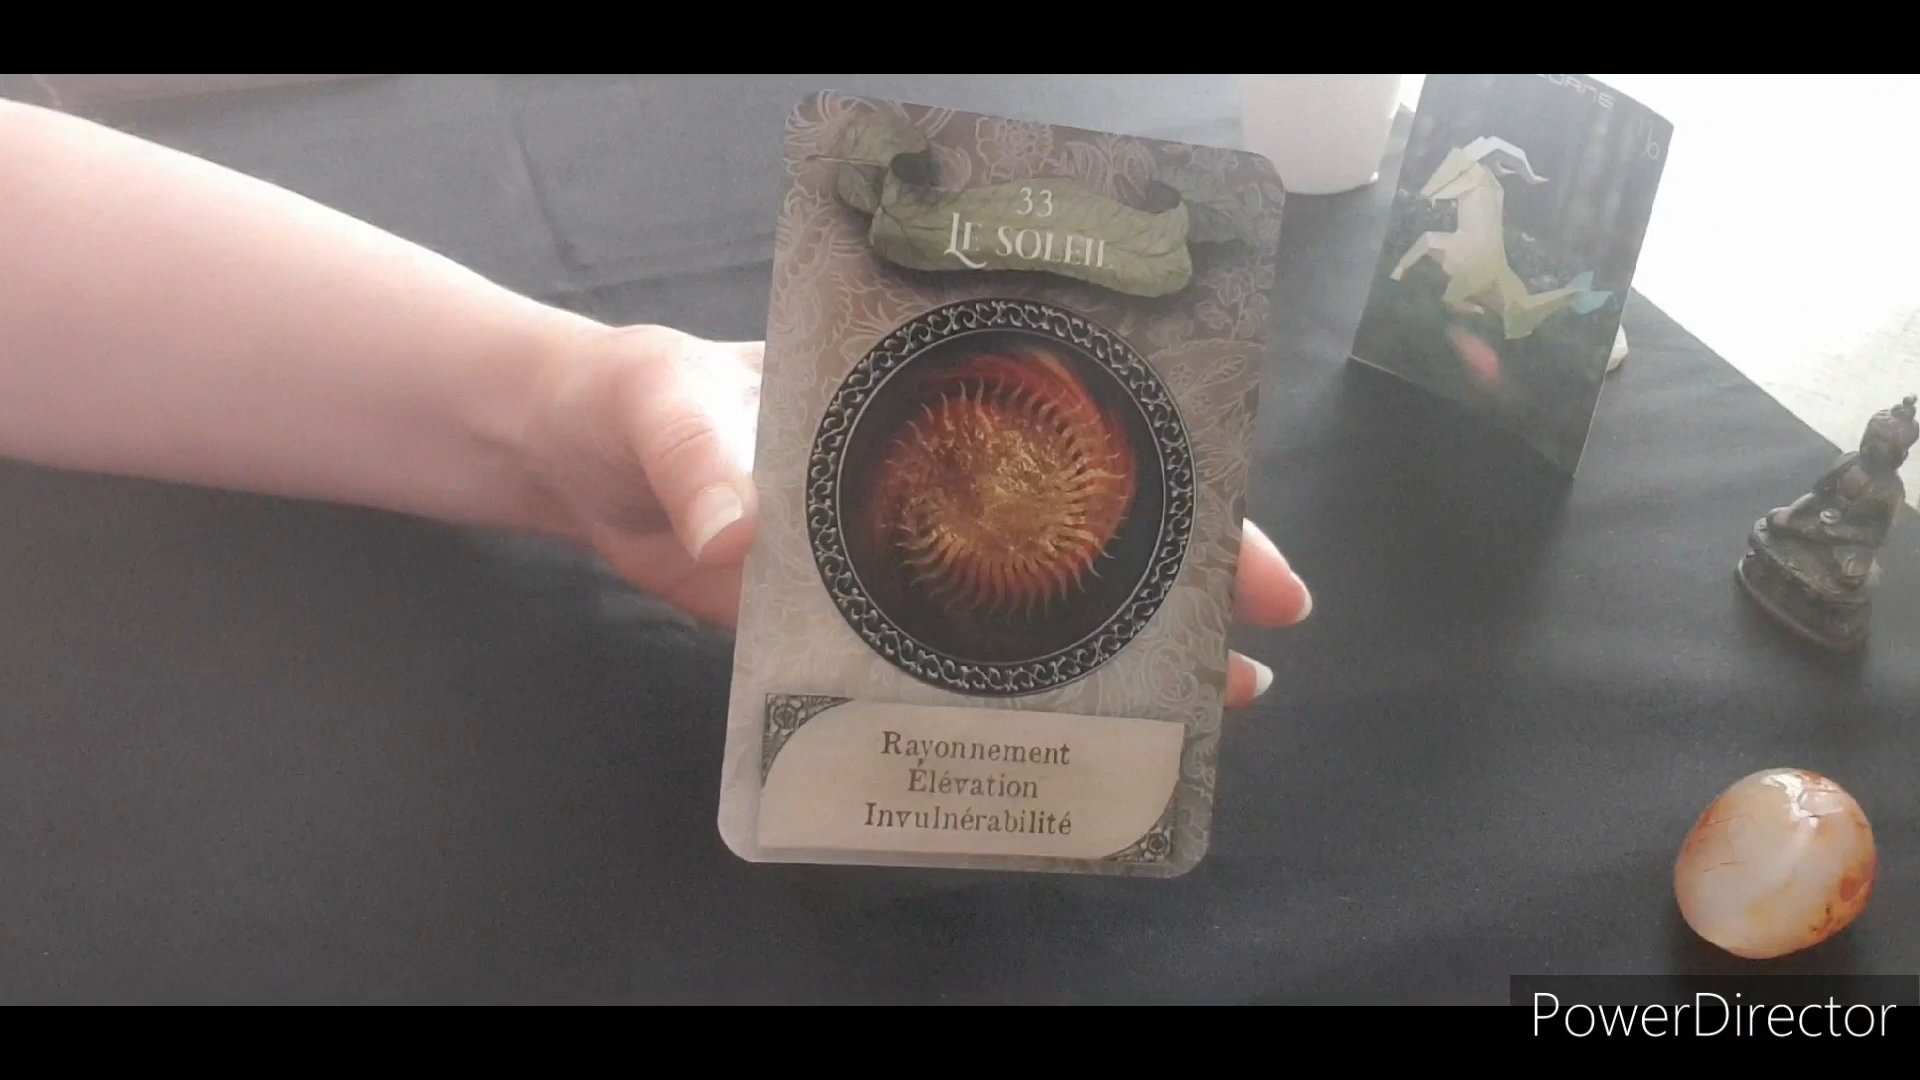 33
LE SOLEIL
Rayonnement
Élévation
Invulnérabilité
PowerDirector